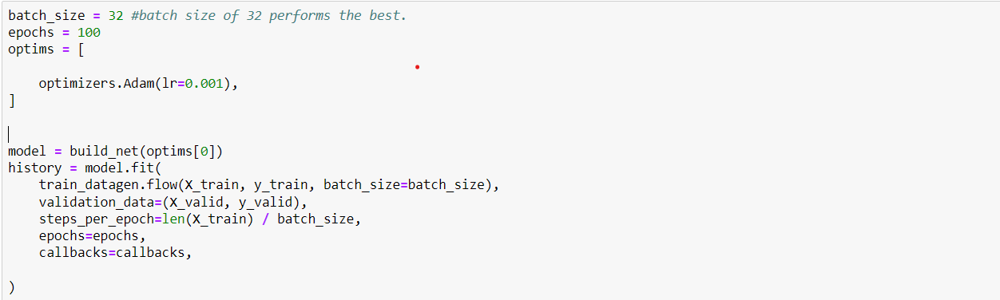 batch_size = 32 #batch size of 32 performs the best.
epochs = 100
optims = [
    optimizers.Adam(lr=0.001),
]
model = build_net(optims[0])
history = model.fit(
    train_datagen.flow(X_train, y_train, batch_size=batch_size),
    validation_data=(X_valid, y_valid),
    steps_per_epoch=len(X_train) / batch_size,
    epochs=epochs,
    callbacks=callbacks,
)